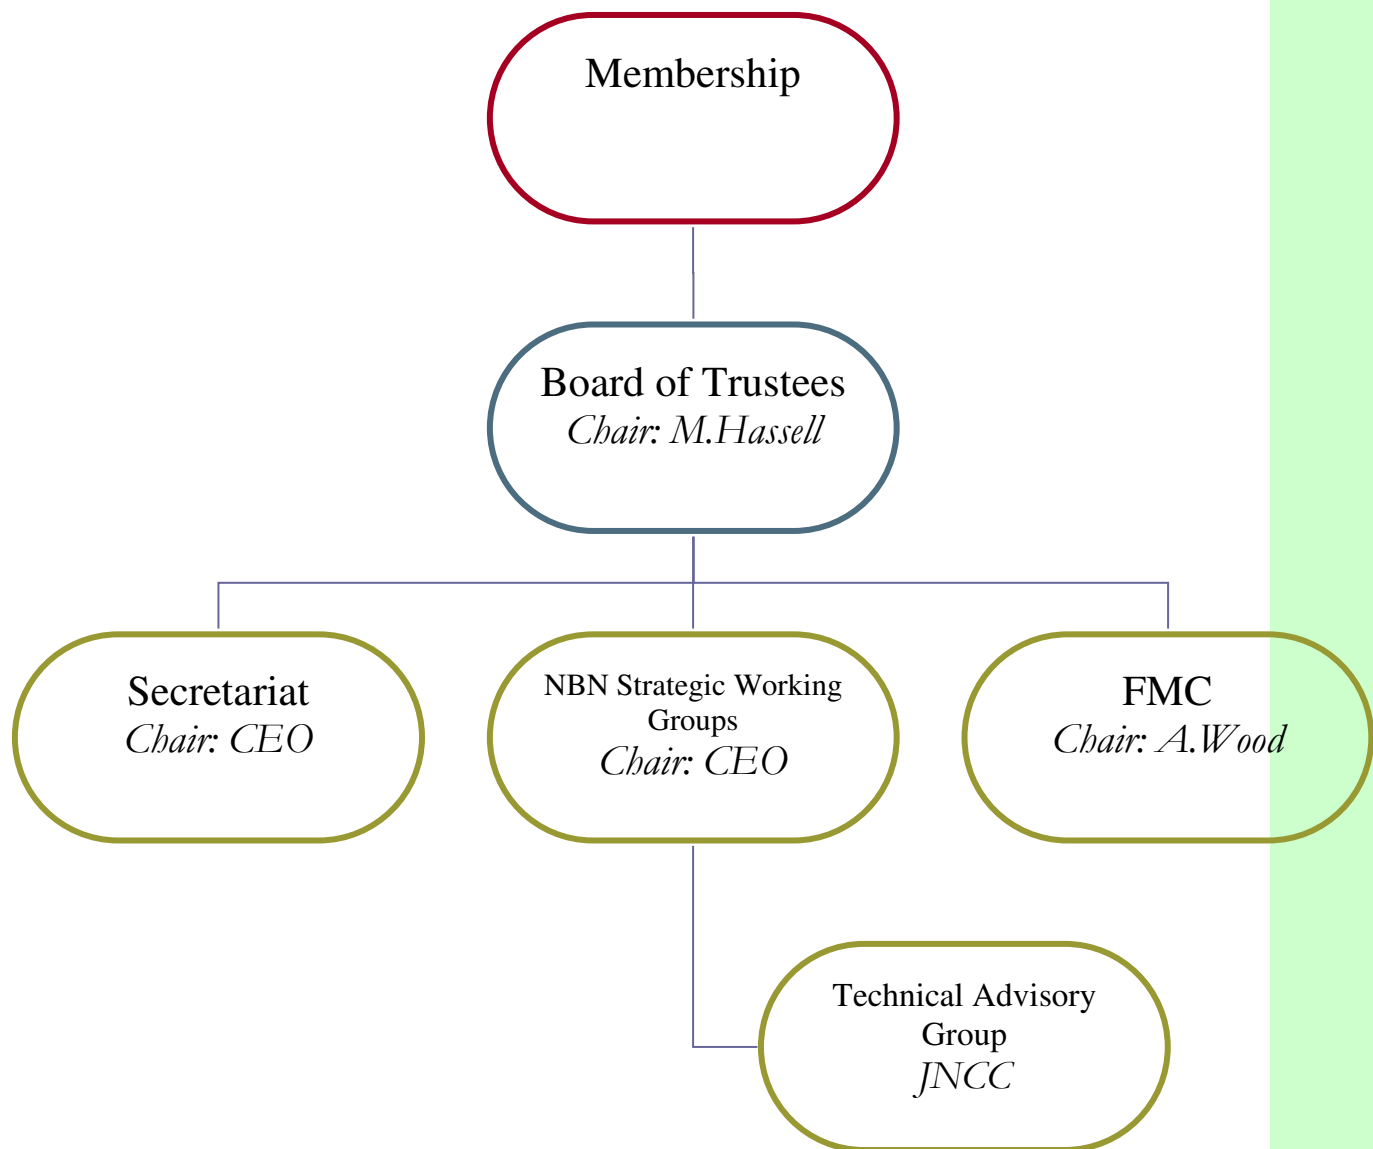 Membership
Board of Trustees
Chair: M.Hassell
Secretariat
Chair: CEO
NBN Strategic Working
Groups
Chair: CEO
FMC
Chair: A.Wood
Technical Advisory
Group
JNCC